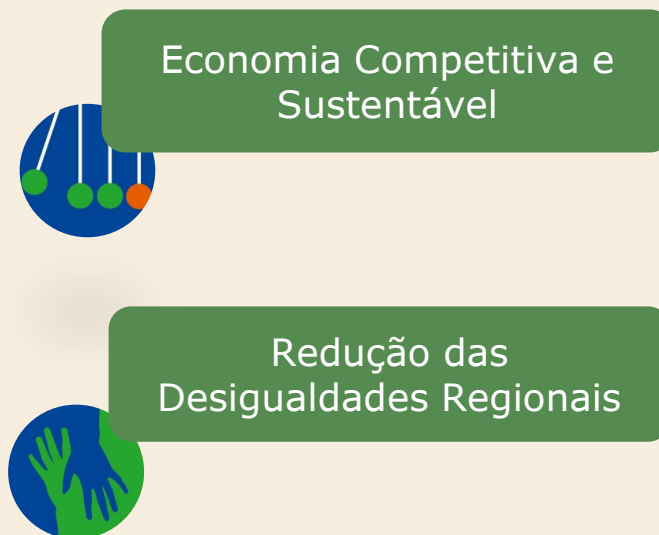 Economia Competitiva e
Sustentável
Redução das
Desigualdades Regionais